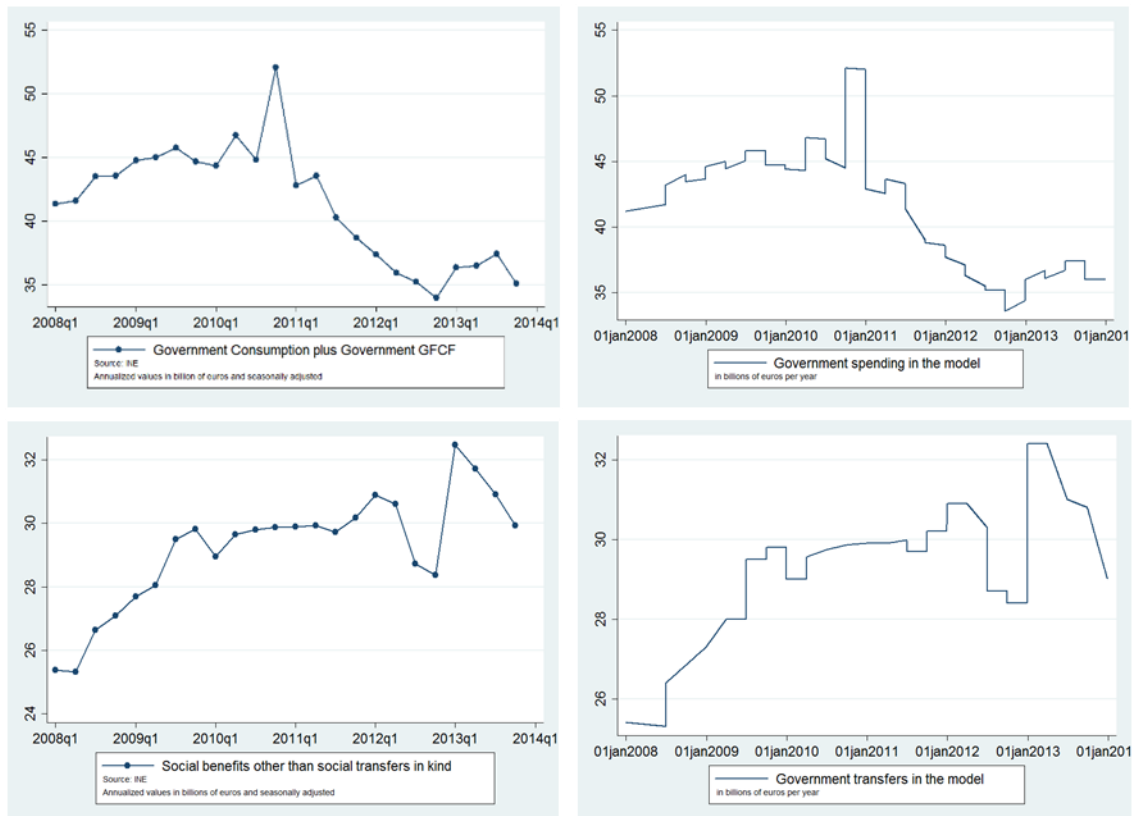 55
50
45
40
35
2008q1 2009q1 2010q1 2011q1 2012q1 2013q1 2014q1
Government Consumption plus Government GFCF
Source: INE
Annualized values in billion of euros and seasonally adjusted
55
50
45
40
35
01jan2008 01jan2009 01jan2010 01jan2011 01jan2012 01jan2013 01jan201
Government spending in the model
in billions of euros per year
32
30
28
26
24
2008q1 2009q1 2010q1 2011q1 2012q1 2013q1 2014q1
Social benefits other than social transfers in kind
Source: INE
Annualized values in billions of euros and seasonally adjusted
32
30
28
26
01jan2008 01jan2009 01jan2010 01jan2011 01jan2012 01jan2013 01jan201
Government transfers in the model
in billions of euros per year